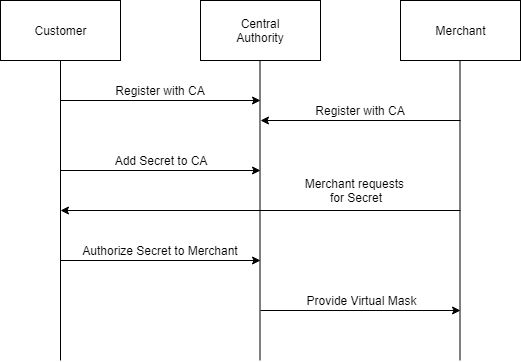 Customer
Central
Authority
Merchant
Register with CA
Register with CA
Add Secret to CA
Merchant requests
for Secret
Authorize Secret to Merchant
Provide Virtual Mask